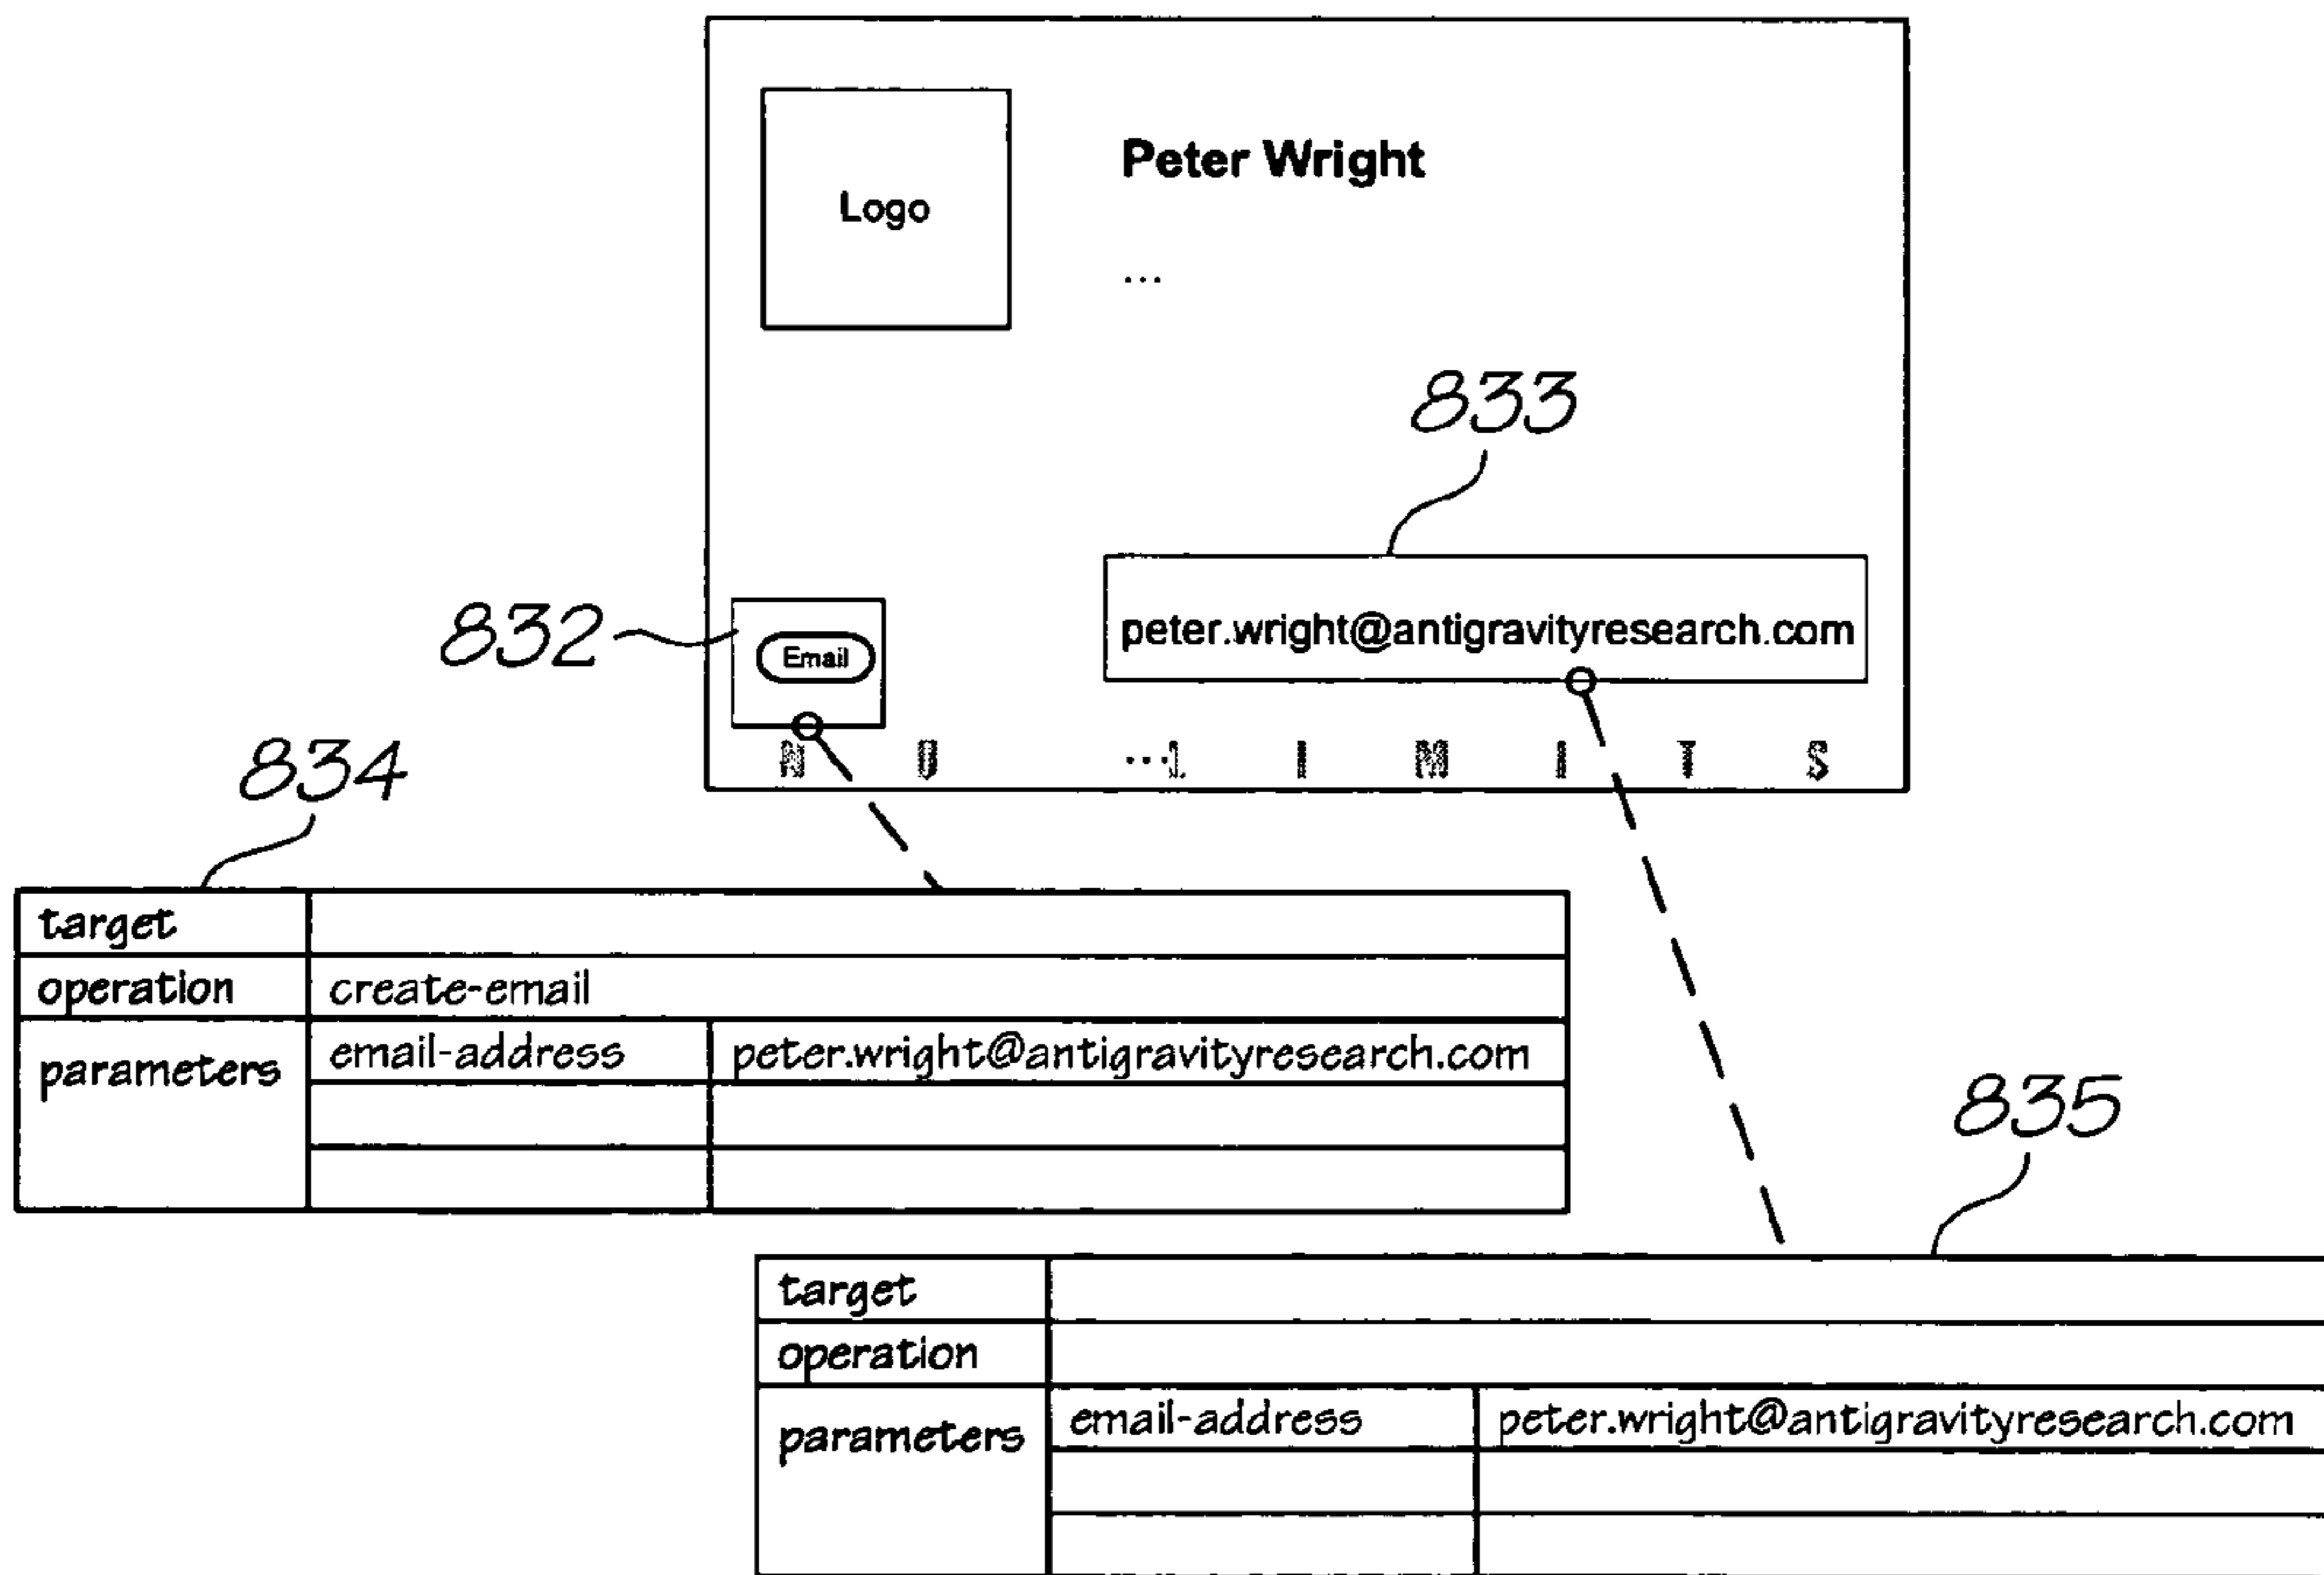 Logo
Peter Wright
...
833
832
Email
peter.wright@antigravityresearch.com
N U ...L I M I T S
834
target
operation create-email
parameters email-address peter.wright@antigravityresearch.com
835
target
operation
parameters email-address peter.wright@antigravityresearch.com